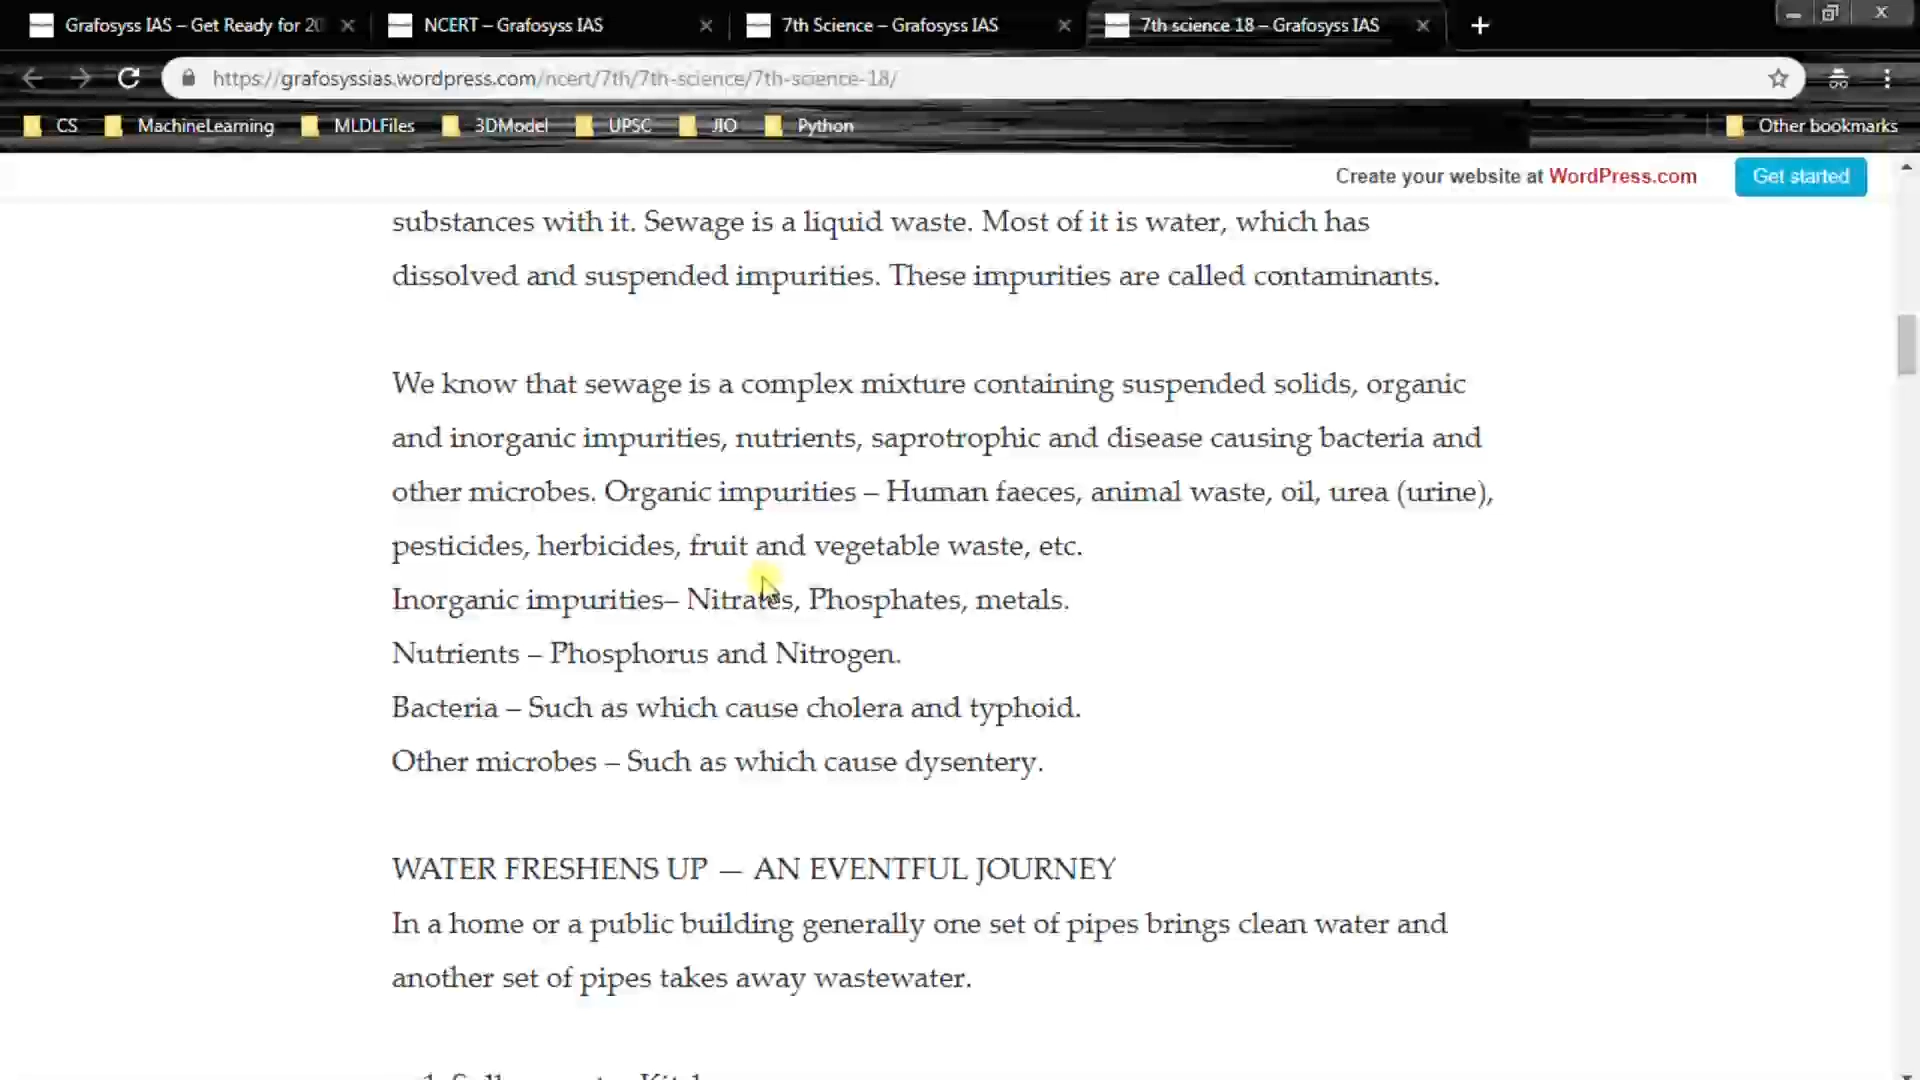 Grafosyss IAS – Get Ready for 20
NCERT – Grafosyss IAS
7th Science – Grafosyss IAS
7th science 18 – Grafosyss IAS
https://grafosyssias.wordpress.com/ncert/7th/7th-science/7th-science-18/
CS MachineLearning MLDLFiles 3DModel UPSC JIO Python Other bookmarks
Create your website at WordPress.com Get started
substances with it. Sewage is a liquid waste. Most of it is water, which has
dissolved and suspended impurities. These impurities are called contaminants.
We know that sewage is a complex mixture containing suspended solids, organic
and inorganic impurities, nutrients, saprotrophic and disease causing bacteria and
other microbes. Organic impurities – Human faeces, animal waste, oil, urea (urine),
pesticides, herbicides, fruit and vegetable waste, etc.
Inorganic impurities– Nitrates, Phosphates, metals.
Nutrients – Phosphorus and Nitrogen.
Bacteria – Such as which cause cholera and typhoid.
Other microbes – Such as which cause dysentery.
WATER FRESHENS UP — AN EVENTFUL JOURNEY
In a home or a public building generally one set of pipes brings clean water and
another set of pipes takes away wastewater.